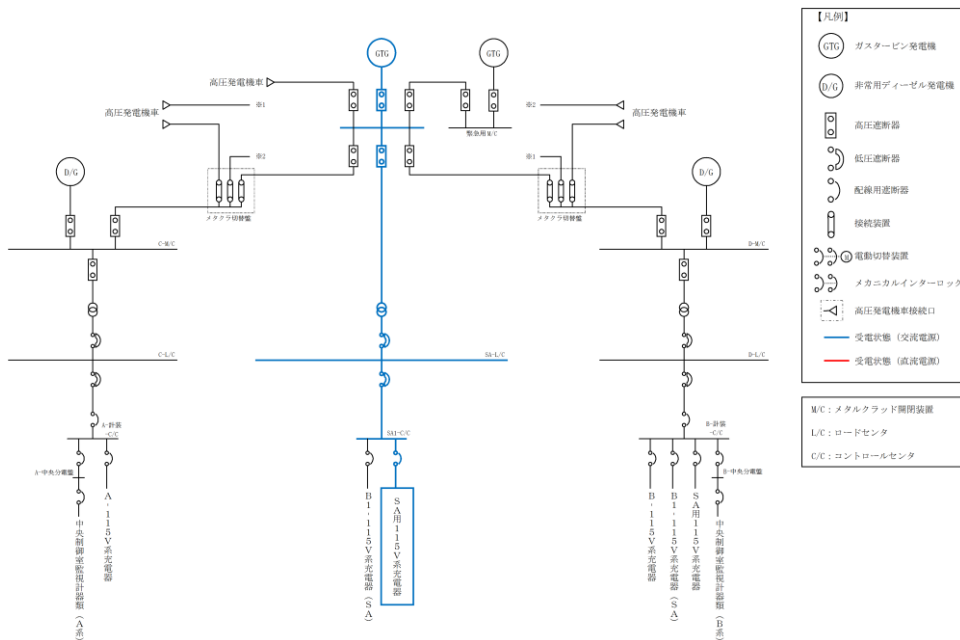 GTG
GTG
高圧発電機車
高圧発電機車
※1
※2
高圧発電機車
緊急用M/C
※2
※1
D/G
D/G
メタクラ切替盤
メタクラ切替盤
C-M/C
D-M/C
C-L/C
SA-L/C
D-L/C
A-計装
-C/C
SA1-C/C
B-計装
-C/C
A-中央分電盤
B-中央分電盤
中央制御室監視計器類(A系)
A-115V系充電器
B1-115V系充電器(SA)
SA用115V系充電器
B-115V系充電器
B1-115V系充電器(SA)
SA用115V系充電器
中央制御室監視計器類(B系)
【凡例】
GTG ガスタービン発電機
D/G 非常用ディーゼル発電機
高圧遮断器
低圧遮断器
配線用遮断器
接続装置
M 電動切替装置
メカニカルインターロック
高圧発電機車接続口
受電状態(交流電源)
受電状態(直流電源)
M/C:メタルクラッド開閉装置
L/C:ロードセンタ
C/C:コントロールセンタ